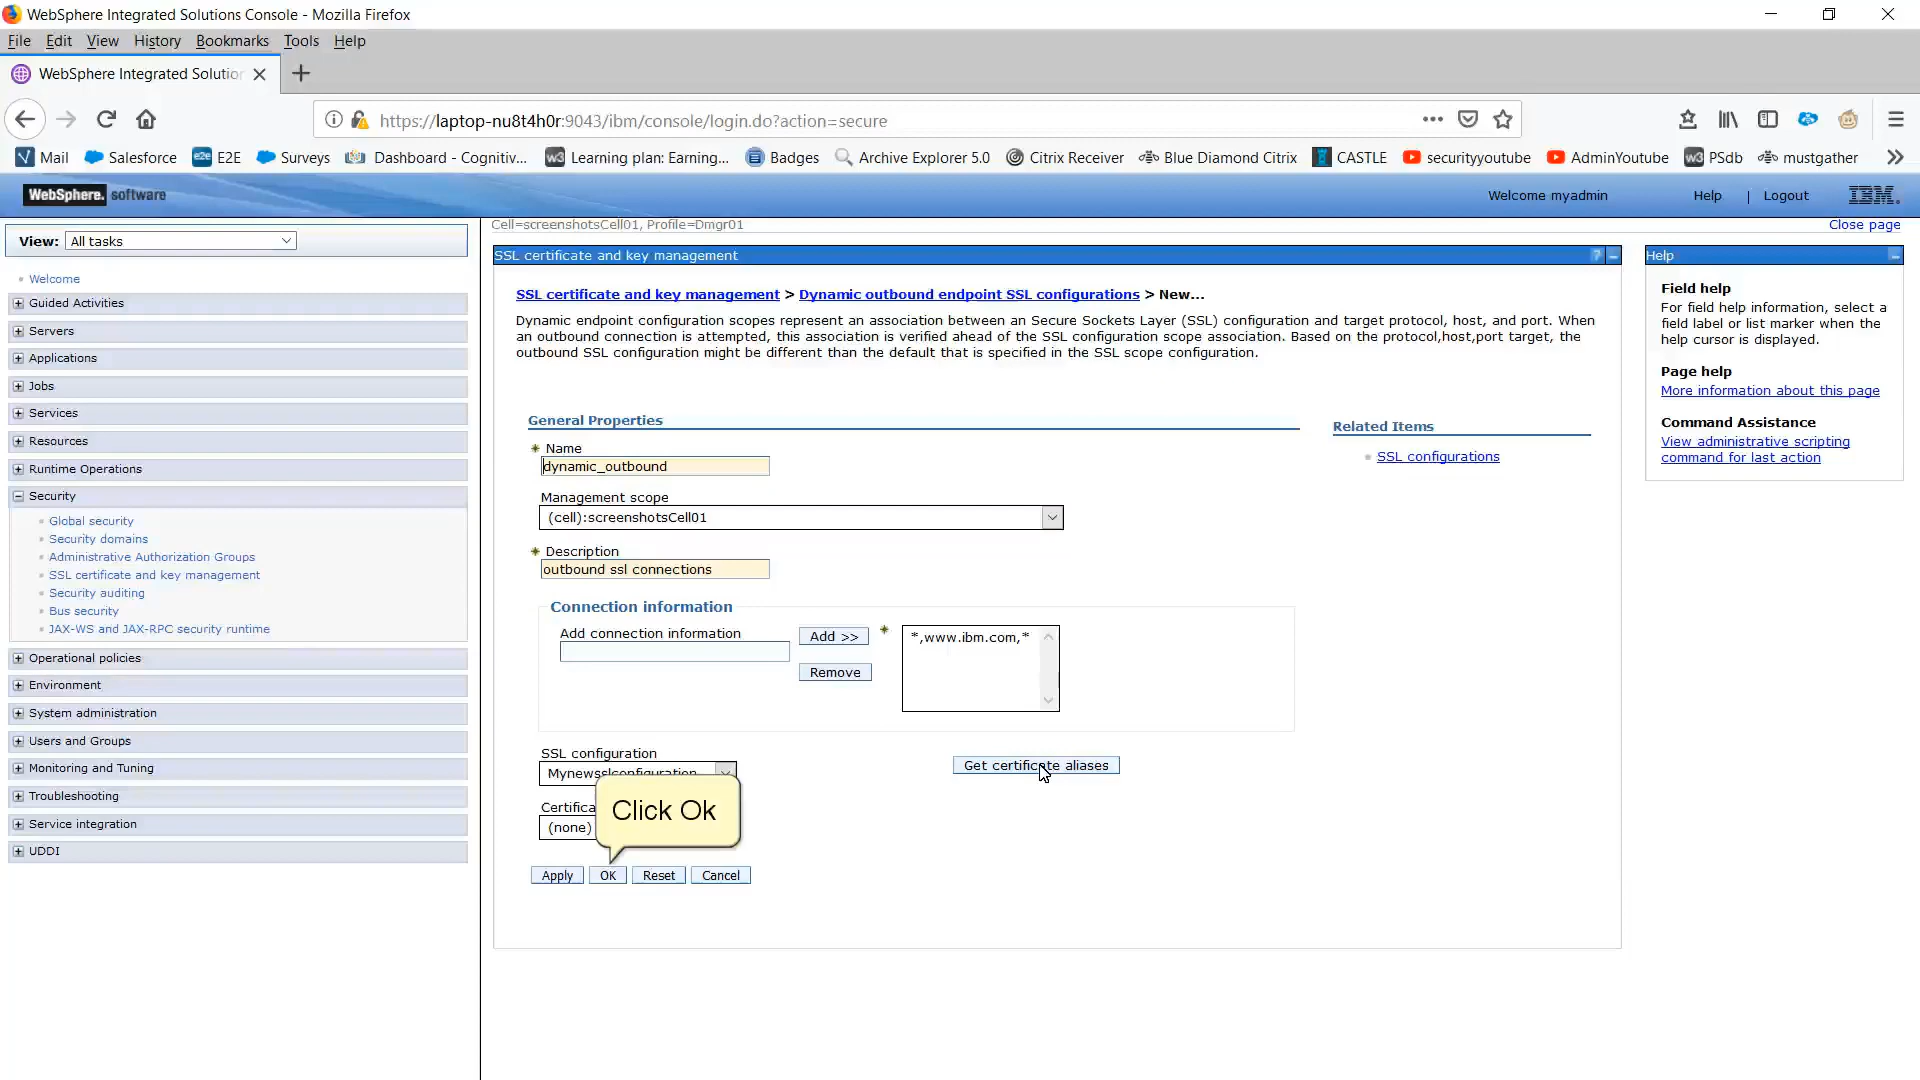 WebSphere Integrated Solutions Console - Mozilla Firefox
File Edit View History Bookmarks Tools Help
WebSphere Integrated Solutior
https://laptop-nu8t4h0r:9043/ibm/console/login.do?action=secure
Mail Salesforce e2e E2E Surveys Dashboard - Cognitiv... w3 Learning plan: Earning... Badges Archive Explorer 5.0 Citrix Receiver Blue Diamond Citrix CASTLE securityyoutube AdminYoutube w3 PSdb mustgather
WebSphere. software Welcome myadmin Help | Logout IBM.
Cell=screenshotsCell01, Profile=Dmgr01 Close page
View: All tasks
Welcome
Guided Activities
Servers
Applications
Jobs
Services
Resources
Runtime Operations
Security
Global security
Security domains
Administrative Authorization Groups
SSL certificate and key management
Security auditing
Bus security
JAX-WS and JAX-RPC security runtime
Operational policies
Environment
System administration
Users and Groups
Monitoring and Tuning
Troubleshooting
Service integration
UDDI
SSL certificate and key management ?
SSL certificate and key management > Dynamic outbound endpoint SSL configurations > New...
Dynamic endpoint configuration scopes represent an association between an Secure Sockets Layer (SSL) configuration and target protocol, host, and port. When
an outbound connection is attempted, this association is verified ahead of the SSL configuration scope association. Based on the protocol,host,port target, the
outbound SSL configuration might be different than the default that is specified in the SSL scope configuration.
General Properties
Name
dynamic_outbound
Management scope
(cell):screenshotsCell01
Description
outbound ssl connections
Connection information
Add connection information
Add >>
Remove
*,www.ibm.com,*
SSL configuration
Mynewsslconfiguration
Get certificate aliases
Certifica
(none)
Click Ok
Apply OK Reset Cancel
Related Items
SSL configurations
Help
Field help
For field help information, select a
field label or list marker when the
help cursor is displayed.
Page help
More information about this page
Command Assistance
View administrative scripting
command for last action